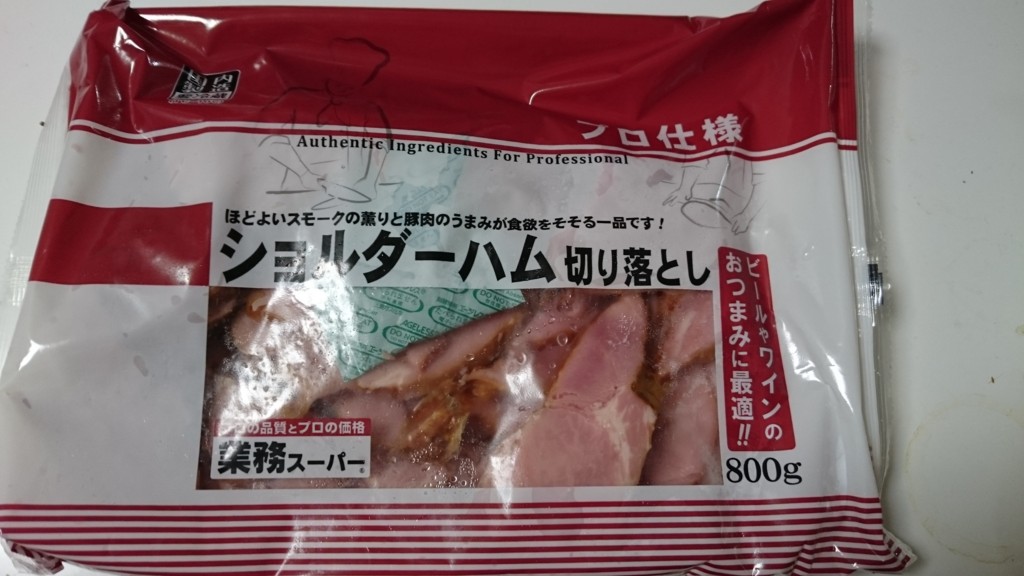 プロ仕様
Authentic Ingredients For Professional
ほどよいスモークの薫りと豚肉のうまみが食欲をそそる一品です!
ショルダーハム 切り落とし
ビールやワインの
おつまみに最適!!
AGELESS
プロの品質とプロの価格
業務スーパー®
800g